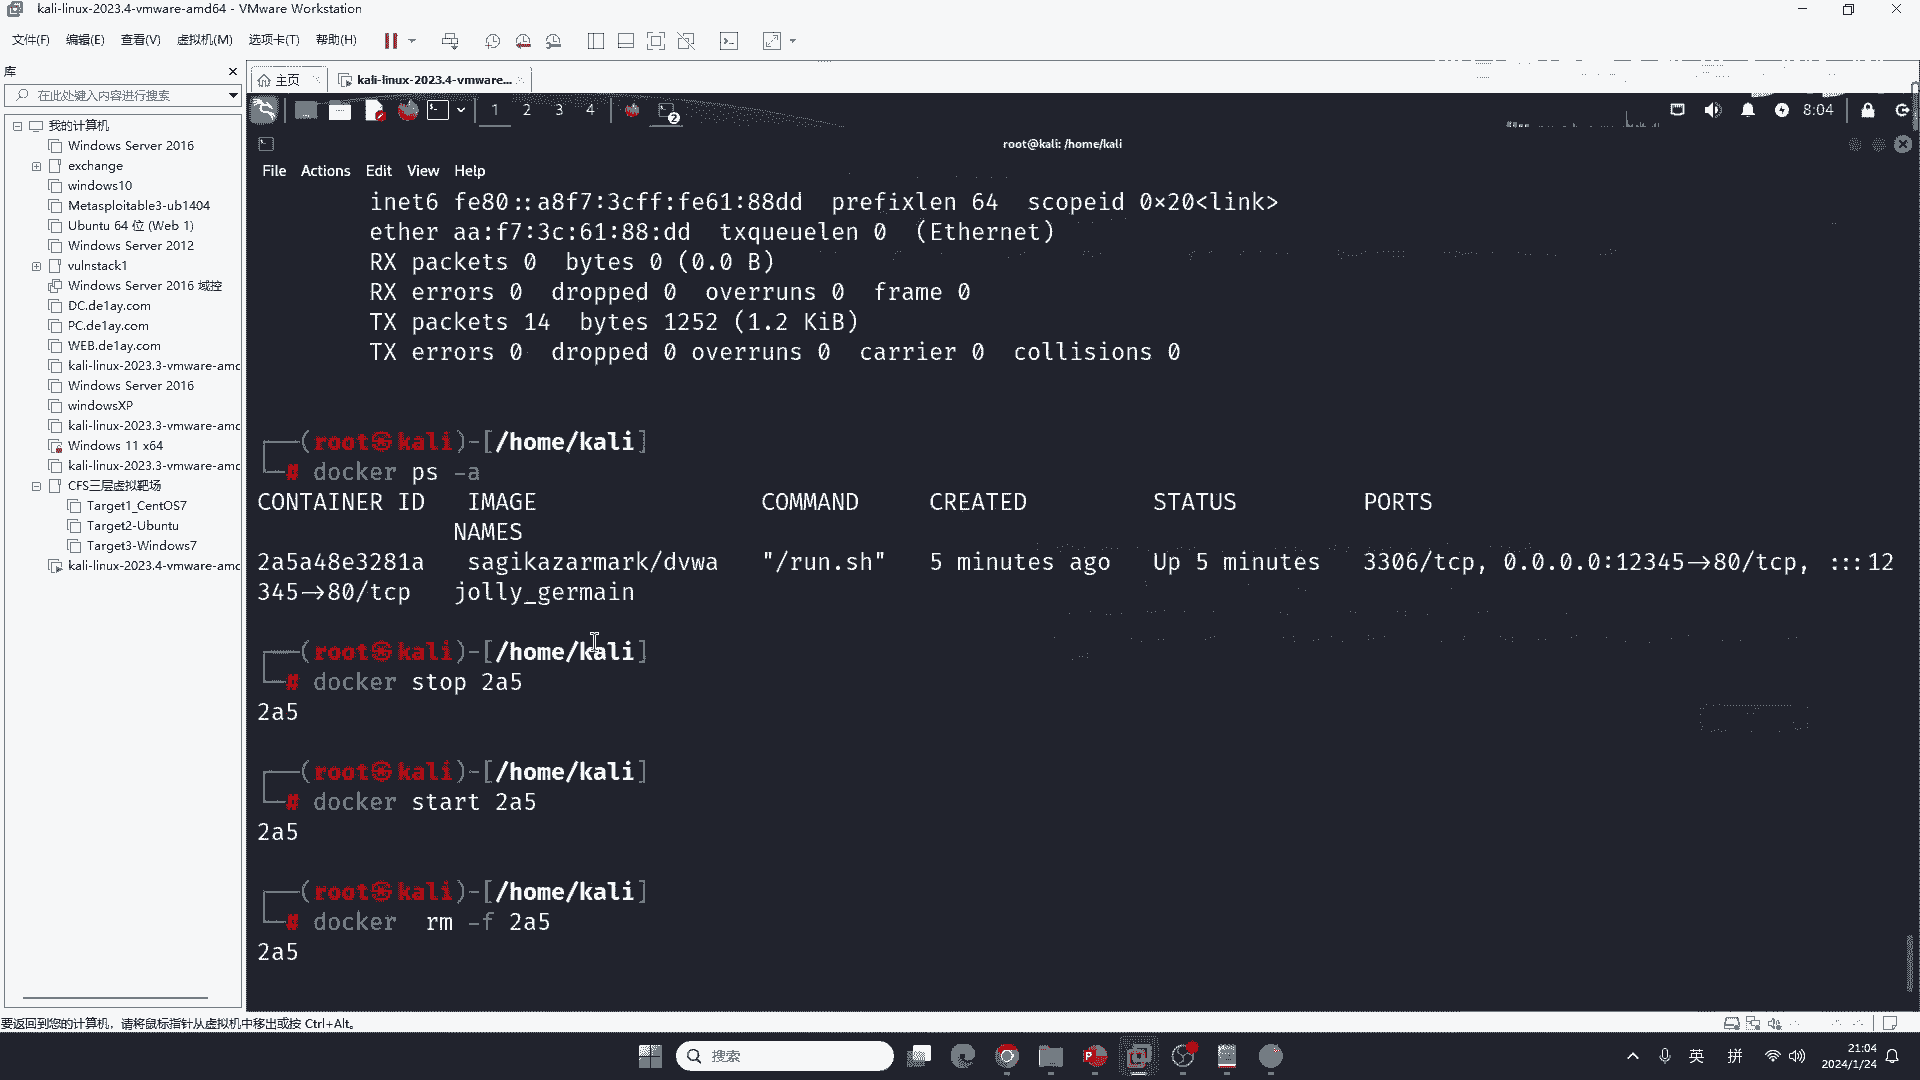 kali-linux-2023.4-vmware-amd64 - VMware Workstation
文件(F) 编辑(E) 查看(V) 虚拟机(M) 选项卡(T) 帮助(H)
库
在此处键入内容进行搜索
主页
kali-linux-2023.4-vmware...
我的计算机
Windows Server 2016
exchange
windows10
Metasploitable3-ub1404
Ubuntu 64 位 (Web 1)
Windows Server 2012
vulnstack1
Windows Server 2016 域控
DC.de1ay.com
PC.de1ay.com
WEB.de1ay.com
kali-linux-2023.3-vmware-amd
Windows Server 2016
windowsXP
kali-linux-2023.3-vmware-amd
Windows 11 x64
kali-linux-2023.3-vmware-amd
CFS三层虚拟靶场
Target1_CentOS7
Target2-Ubuntu
Target3-Windows7
kali-linux-2023.4-vmware-amd
1 2 3 4
2
8:04
root@kali: /home/kali
File Actions Edit View Help
inet6 fe80::a8f7:3cff:fe61:88dd prefixlen 64 scopeid 0×20<link>
ether aa:f7:3c:61:88:dd txqueuelen 0 (Ethernet)
RX packets 0 bytes 0 (0.0 B)
RX errors 0 dropped 0 overruns 0 frame 0
TX packets 14 bytes 1252 (1.2 KiB)
TX errors 0 dropped 0 overruns 0 carrier 0 collisions 0
┌──(root㉿kali)-[/home/kali]
└─# docker ps -a
CONTAINER ID IMAGE COMMAND CREATED STATUS PORTS
NAMES
2a5a48e3281a sagikazarmark/dvwa "/run.sh" 5 minutes ago Up 5 minutes 3306/tcp, 0.0.0.0:12345→80/tcp, :::12
345→80/tcp jolly_germain
┌──(root㉿kali)-[/home/kali]
└─# docker stop 2a5
2a5
┌──(root㉿kali)-[/home/kali]
└─# docker start 2a5
2a5
┌──(root㉿kali)-[/home/kali]
└─# docker rm -f 2a5
2a5
要返回到您的计算机，请将鼠标指针从虚拟机中移出或按 Ctrl+Alt。
搜索
英
拼
21:04
2024/1/24